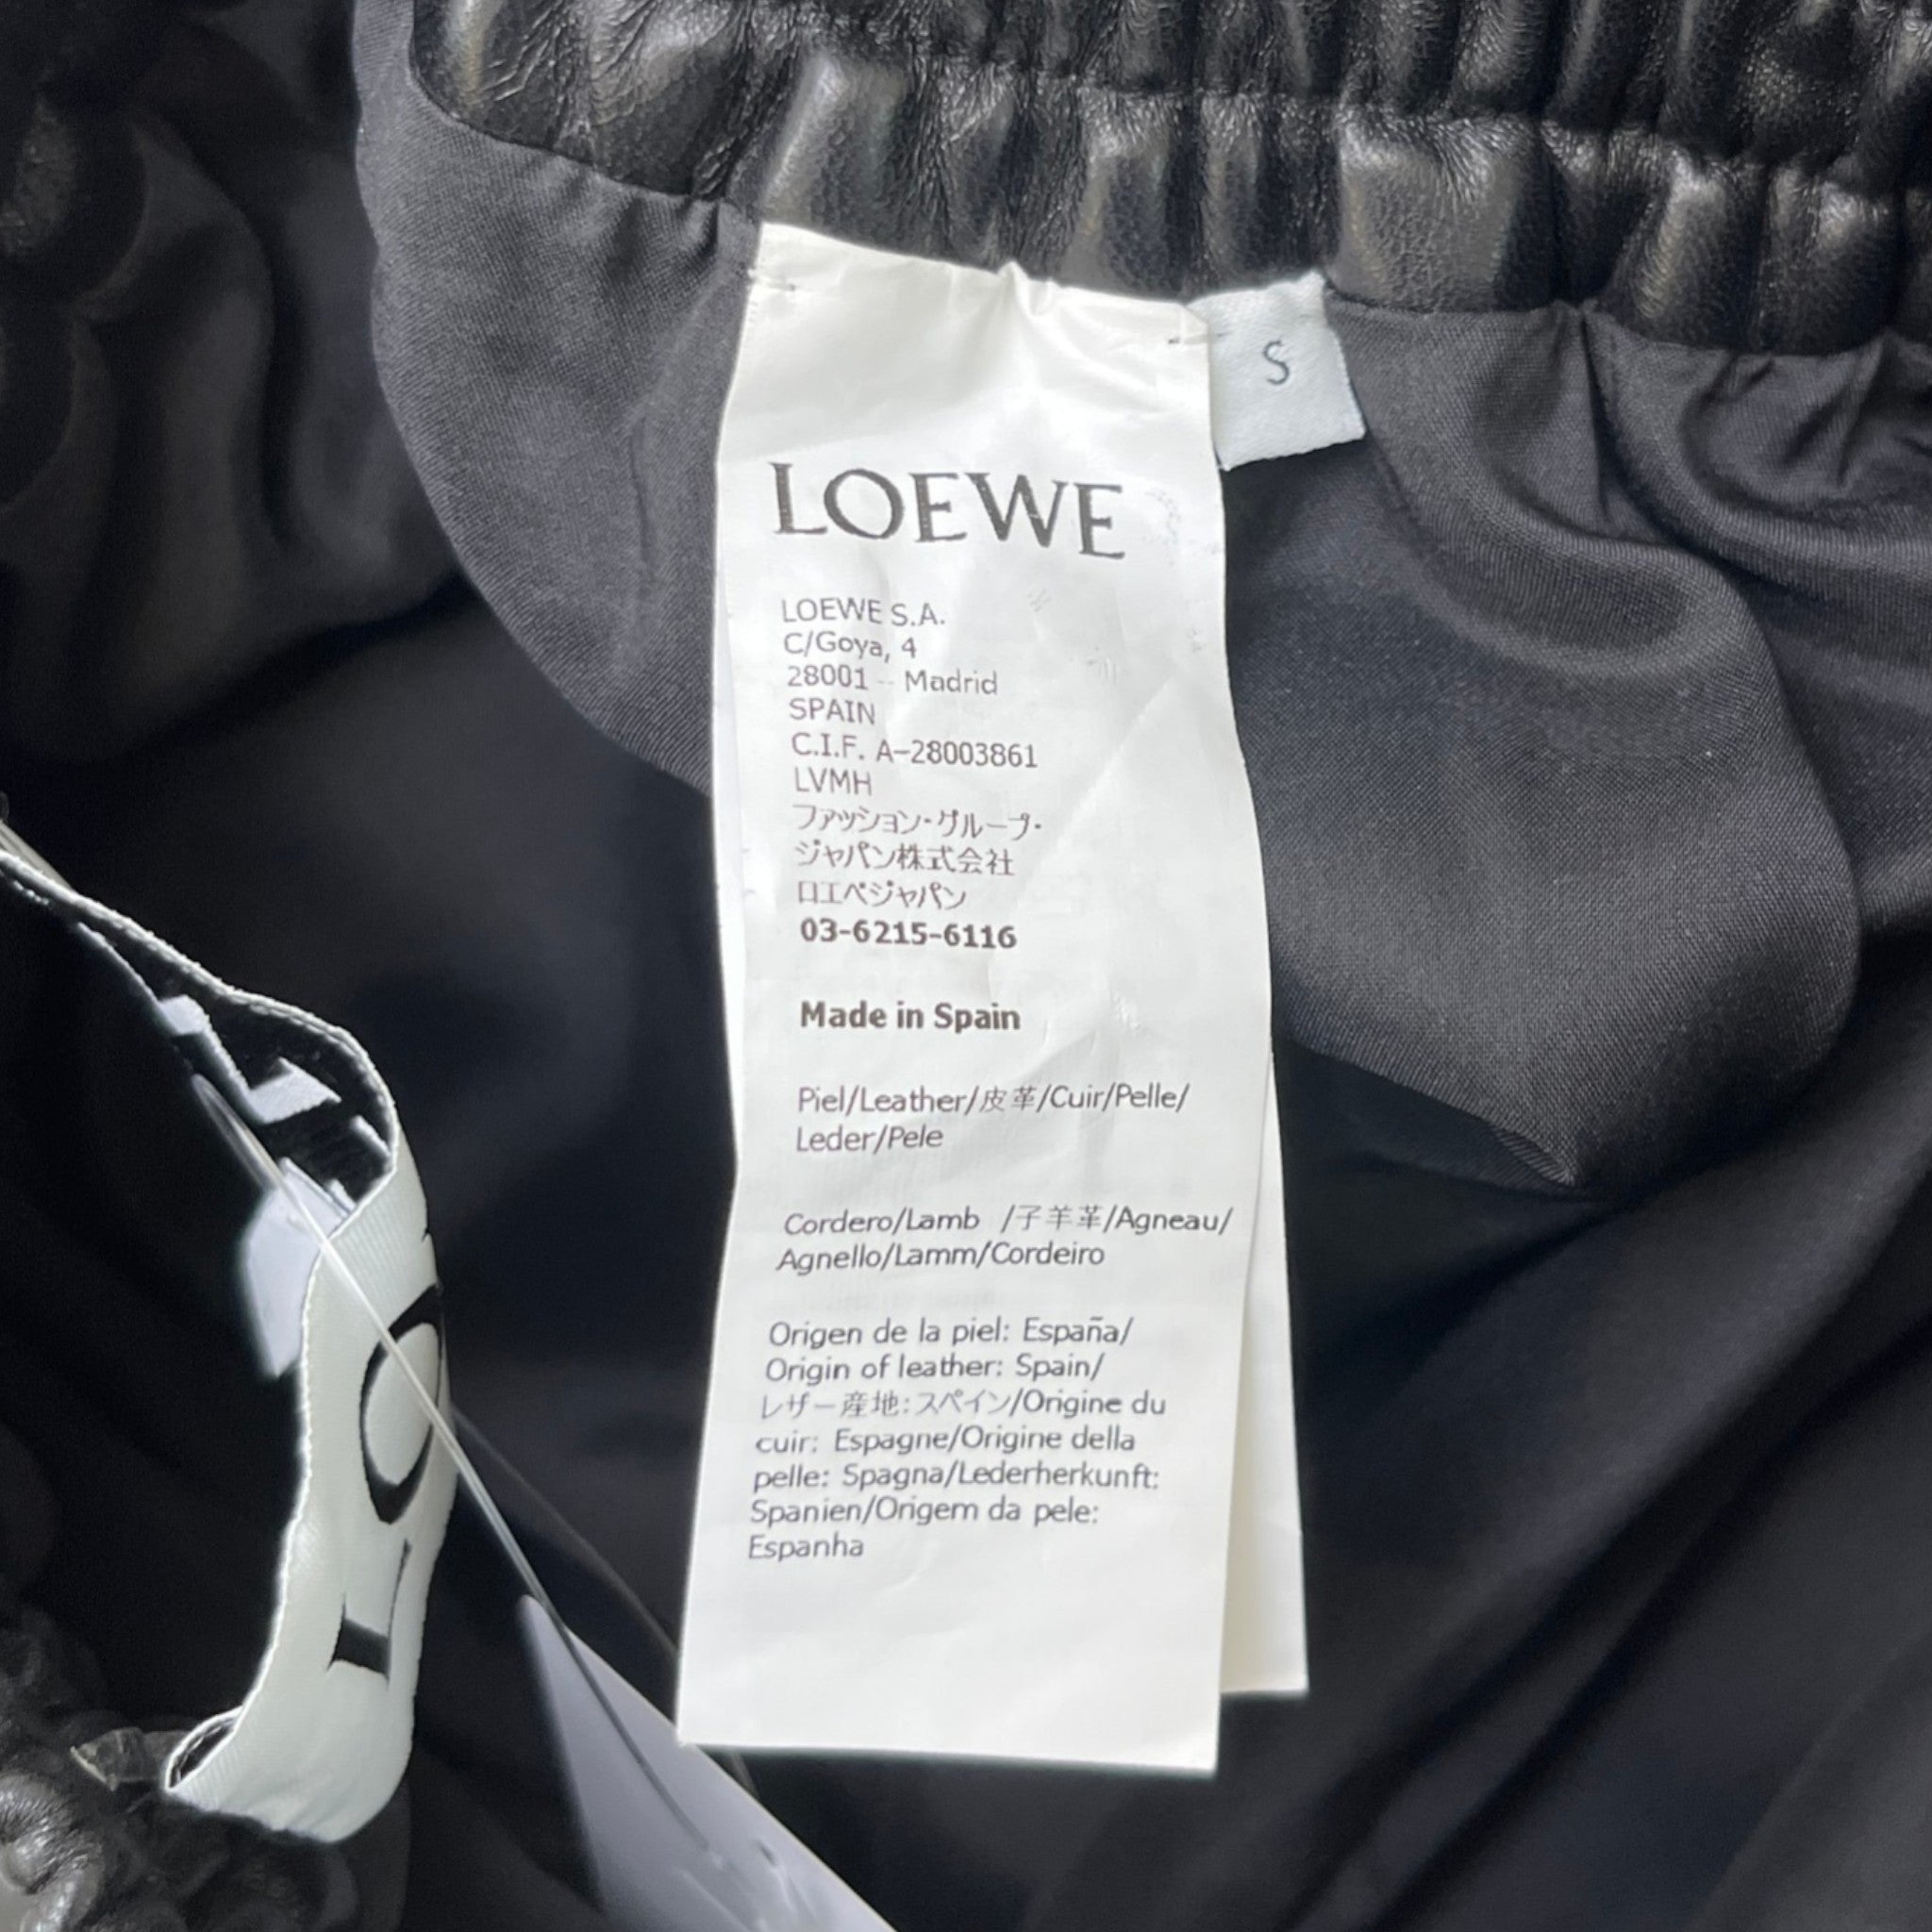 S
LOEWE
LOEWE S.A.
C/Goya, 4
28001 - Madrid
SPAIN
C.I.F. A-28003861
LVMH
ファッション・グループ・
ジャパン株式会社
ロエベジャパン
03-6215-6116
Made in Spain
Piel/Leather/皮革/Cuir/Pelle/
Leder/Pele
Cordero/Lamb /子羊革/Agneau/
Agnello/Lamm/Cordeiro
Origen de la piel: España/
Origin of leather: Spain/
レザー産地:スペイン/Origine du
cuir: Espagne/Origine della
pelle: Spagna/Lederherkunft:
Spanien/Origem da pele:
Espanha
LO